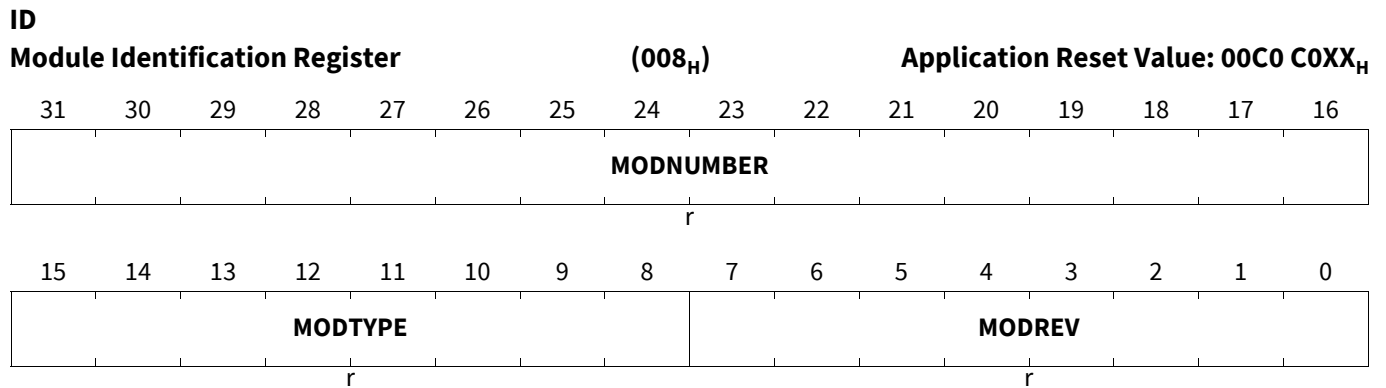 ID
Module Identification Register (008H) Application Reset Value: 00C0 C0XXH
31 30 29 28 27 26 25 24 23 22 21 20 19 18 17 16
MODNUMBER
r
15 14 13 12 11 10 9 8 7 6 5 4 3 2 1 0
MODTYPE MODREV
r r